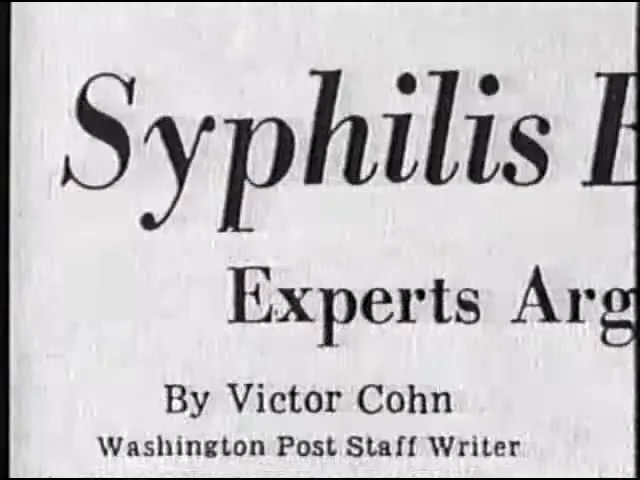 Syphilis
Experts Arg
By Victor Cohn
Washington Post Staff Writer